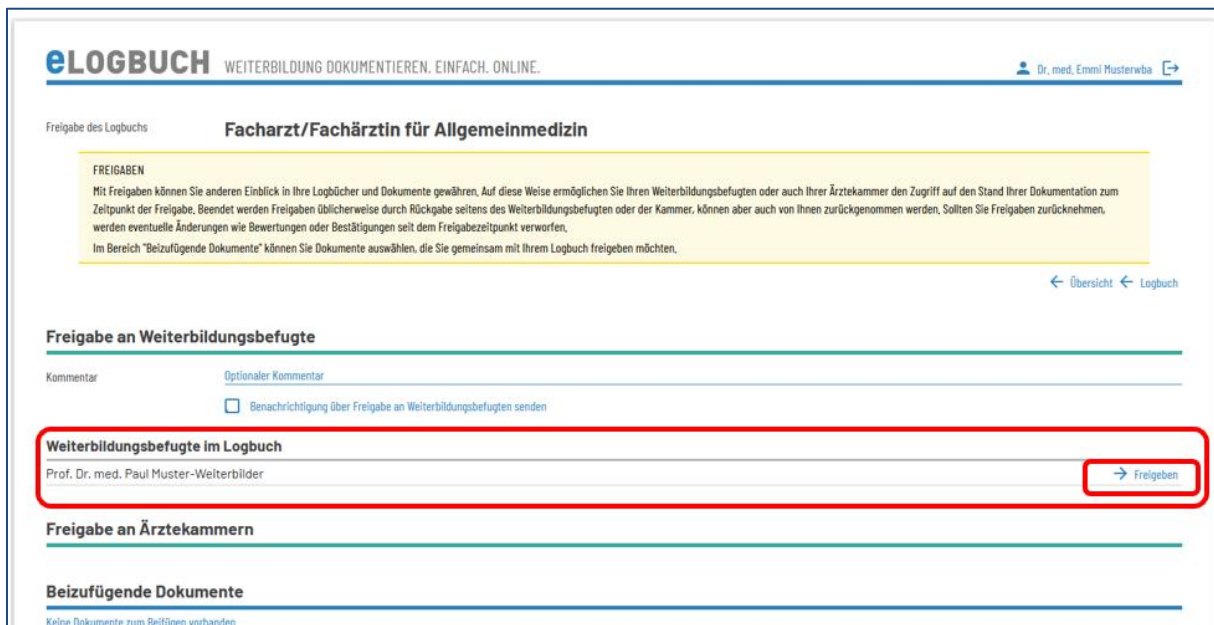 eLOGBUCH WEITERBILDUNG DOKUMENTIEREN. EINFACH. ONLINE.
Dr. med. Emmi Musterwba
Freigabe des Logbuchs
Facharzt/Fachärztin für Allgemeinmedizin
FREIGABEN
Mit Freigaben können Sie anderen Einblick in Ihre Logbücher und Dokumente gewähren. Auf diese Weise ermöglichen Sie Ihren Weiterbildungsbefugten oder auch Ihrer Ärztekammer den Zugriff auf den Stand Ihrer Dokumentation zum
Zeitpunkt der Freigabe. Beendet werden Freigaben üblicherweise durch Rückgabe seitens des Weiterbildungsbefugten oder der Kammer, können aber auch von Ihnen zurückgenommen werden. Sollten Sie Freigaben zurücknehmen,
werden eventuelle Änderungen wie Bewertungen oder Bestätigungen seit dem Freigabezeitpunkt verworfen.
Im Bereich "Beizufügende Dokumente" können Sie Dokumente auswählen, die Sie gemeinsam mit Ihrem Logbuch freigeben möchten.
← Übersicht ← Logbuch
Freigabe an Weiterbildungsbefugte
Kommentar
Optionaler Kommentar
Benachrichtigung über Freigabe an Weiterbildungsbefugten senden
Weiterbildungsbefugte im Logbuch
Prof. Dr. med. Paul Muster-Weiterbilder
→ Freigeben
Freigabe an Ärztekammern
Beizufügende Dokumente
Keine Dokumente zum Beifügen vorhanden